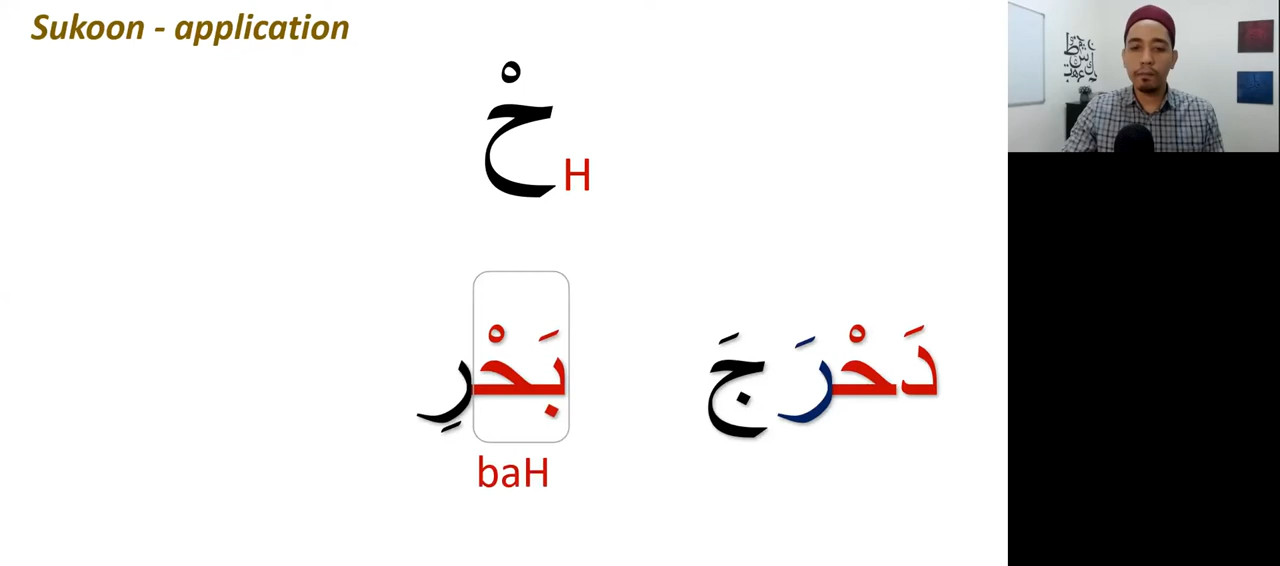 Sukoon - application
حْ
H
دَحْرَجَ
بَحْرِ
baH